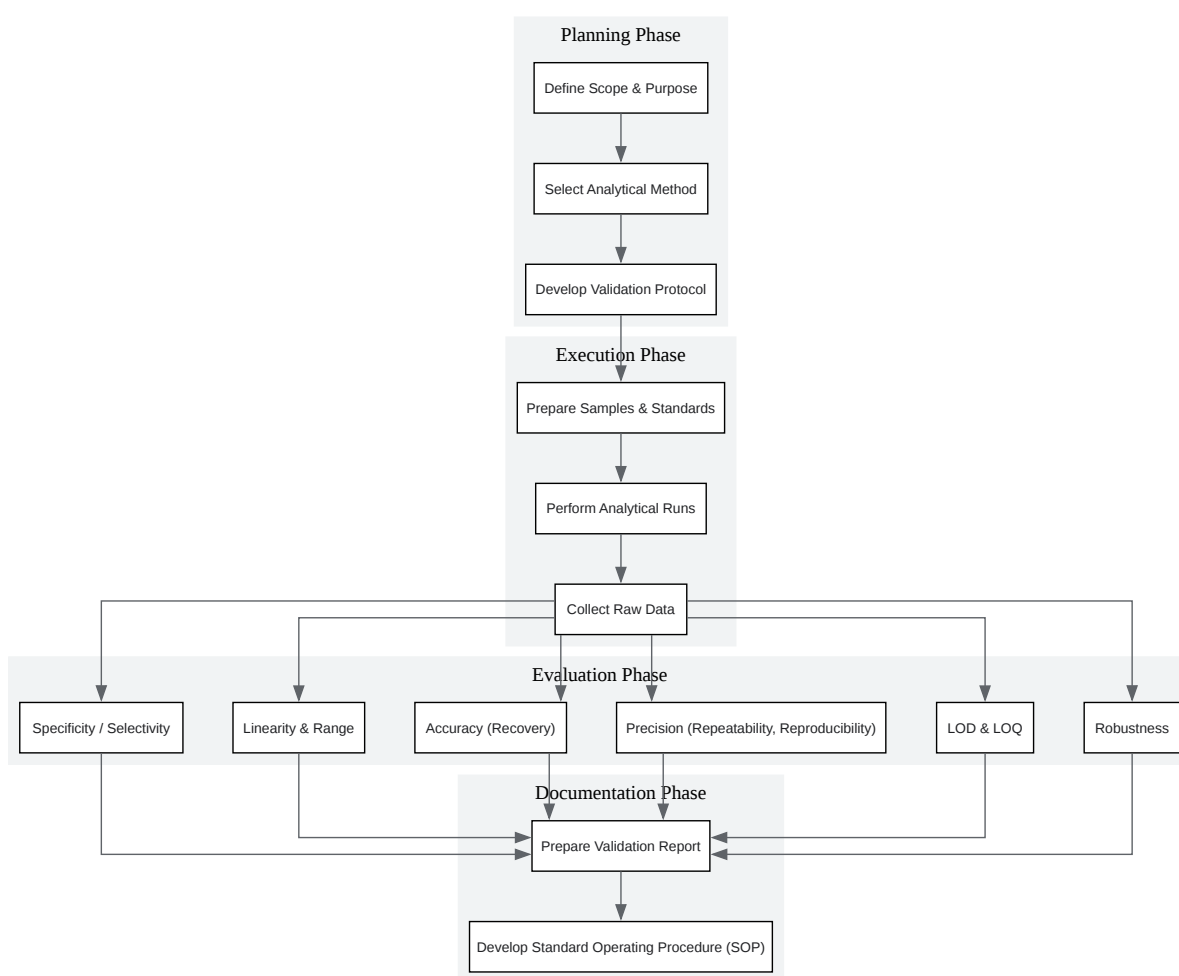 Planning Phase
Define Scope & Purpose
Select Analytical Method
Develop Validation Protocol
Execution Phase
Prepare Samples & Standards
Perform Analytical Runs
Collect Raw Data
Evaluation Phase
Specificity / Selectivity
Linearity & Range
Accuracy (Recovery)
Precision (Repeatability, Reproducibility)
LOD & LOQ
Robustness
Documentation Phase
Prepare Validation Report
Develop Standard Operating Procedure (SOP)